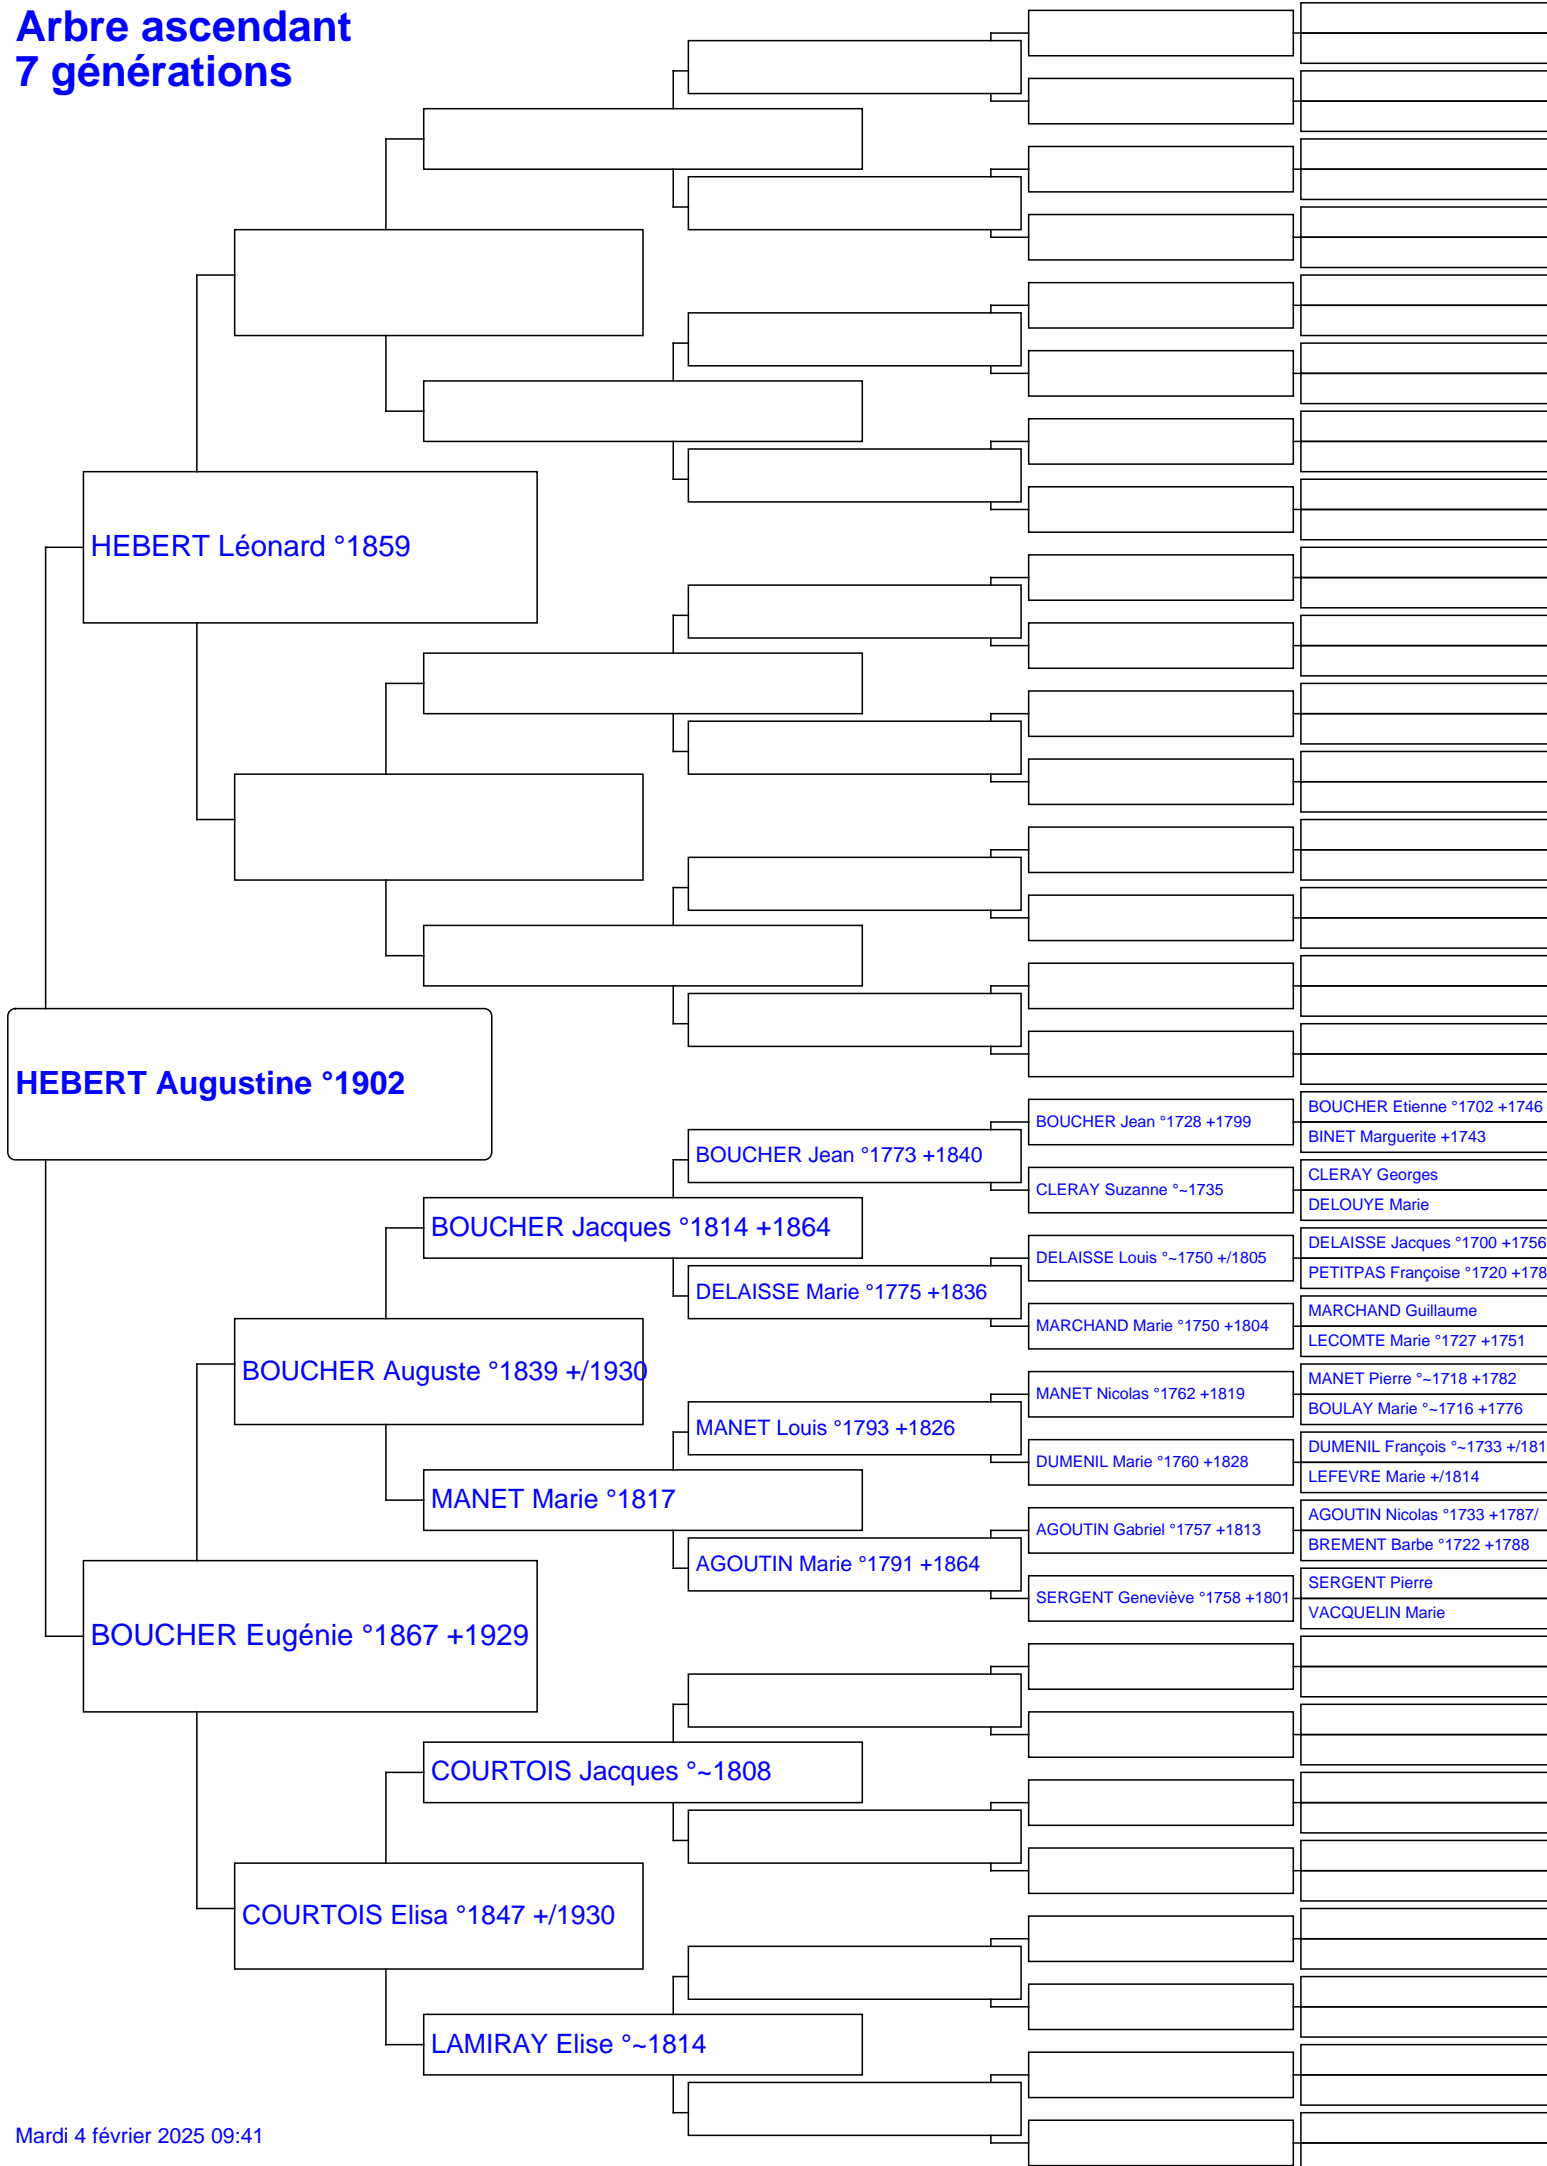 Arbre ascendant
7 générations
HEBERT Léonard °1859
HEBERT Augustine °1902
BOUCHER Etienne °1702 +1746
BOUCHER Jean °1728 +1799
BINET Marguerite +1743
BOUCHER Jean °1773 +1840
CLERAY Georges
CLERAY Suzanne °~1735
DELOUYE Marie
BOUCHER Jacques °1814 +1864
DELAISSE Jacques °1700 +1756
DELAISSE Louis °~1750 +/1805
PETITPAS Françoise °1720 +178
DELAISSE Marie °1775 +1836
MARCHAND Guillaume
MARCHAND Marie °1750 +1804
LECOMTE Marie °1727 +1751
BOUCHER Auguste °1839 +/1930
MANET Pierre °~1718 +1782
MANET Nicolas °1762 +1819
BOULAY Marie °~1716 +1776
MANET Louis °1793 +1826
DUMENIL François °~1733 +/181
DUMENIL Marie °1760 +1828
LEFEVRE Marie +/1814
MANET Marie °1817
AGOUTIN Nicolas °1733 +1787/
AGOUTIN Gabriel °1757 +1813
BREMENT Barbe °1722 +1788
AGOUTIN Marie °1791 +1864
SERGENT Pierre
SERGENT Geneviève °1758 +1801
VACQUELIN Marie
BOUCHER Eugénie °1867 +1929
COURTOIS Jacques °~1808
COURTOIS Elisa °1847 +/1930
LAMIRAY Elise °~1814
Mardi 4 février 2025 09:41